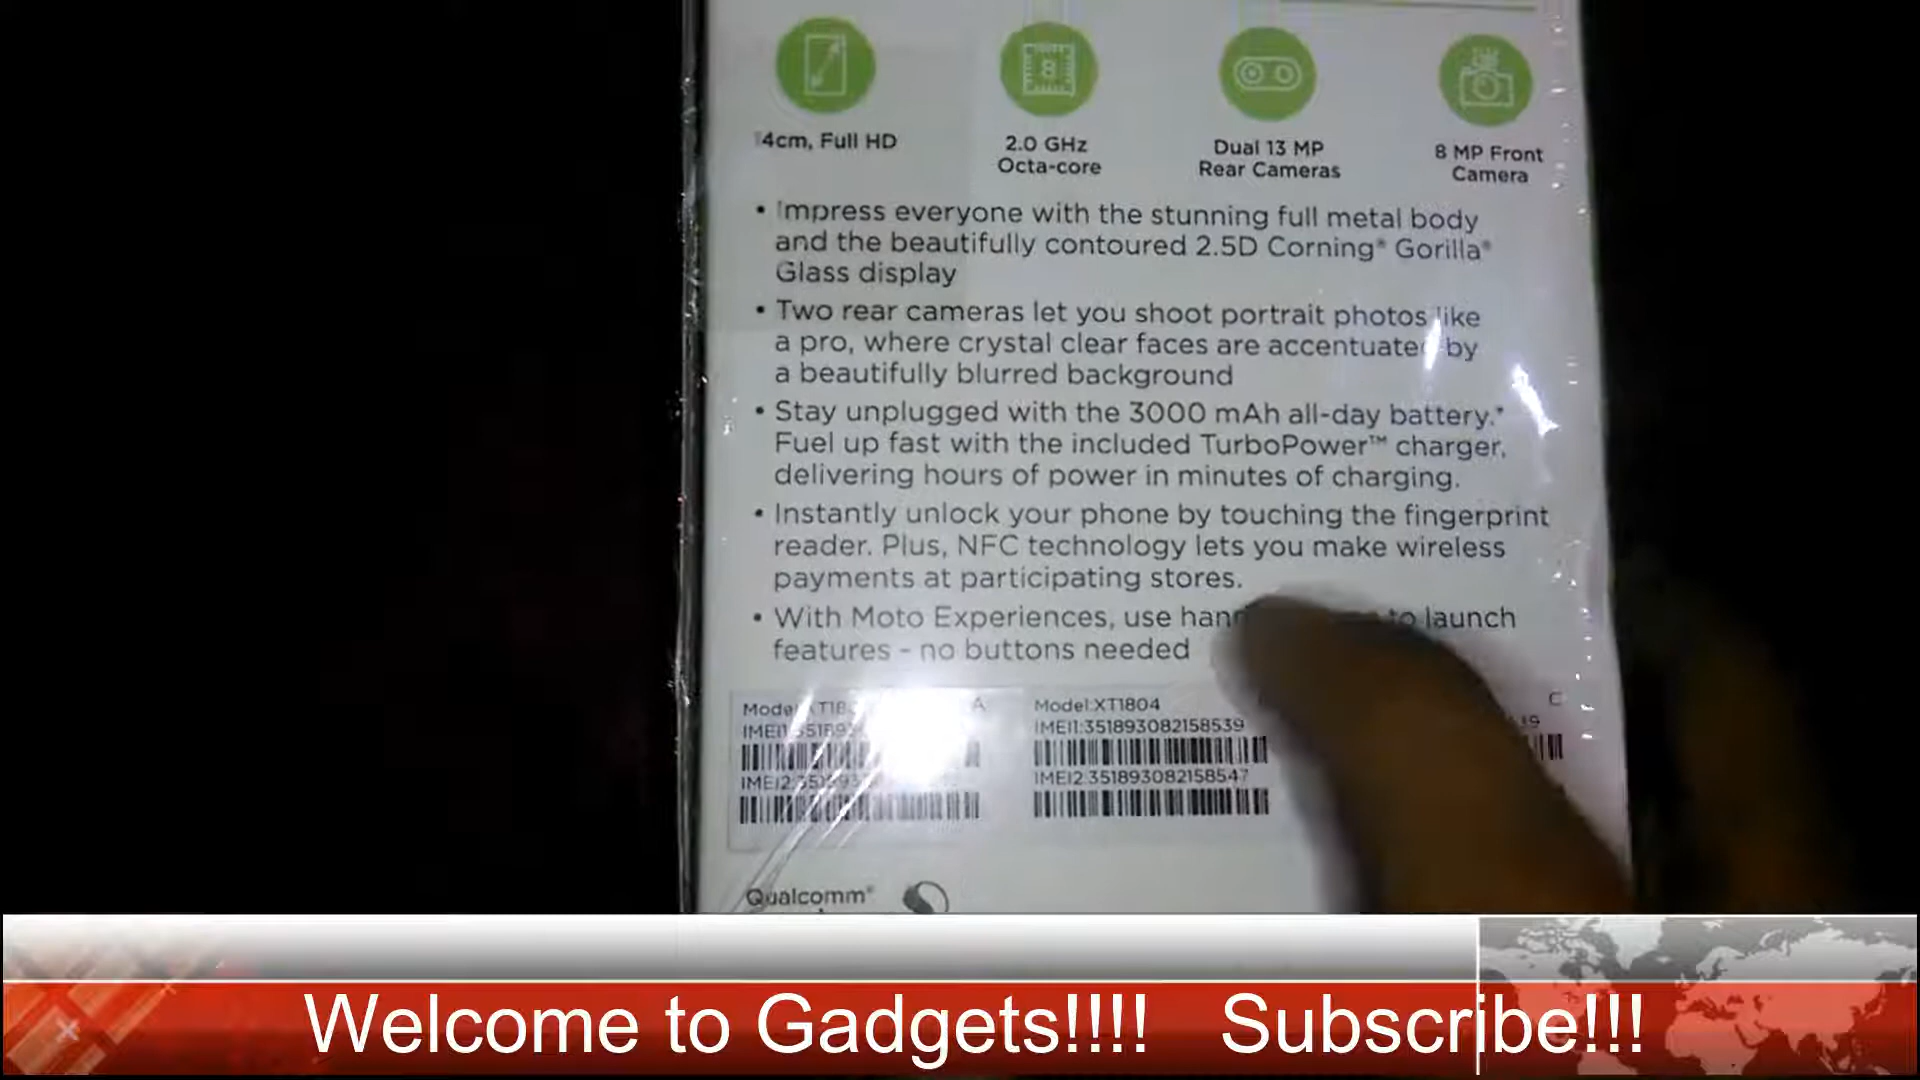 4cm, Full HD
2.0 GHz
Octa-core
Dual 13 MP
Rear Cameras
8 MP Front
Camera
• Impress everyone with the stunning full metal body
and the beautifully contoured 2.5D Corning® Gorilla®
Glass display
• Two rear cameras let you shoot portrait photos like
a pro, where crystal clear faces are accentuated by
a beautifully blurred background
• Stay unplugged with the 3000 mAh all-day battery.*
Fuel up fast with the included TurboPower™ charger,
delivering hours of power in minutes of charging.
• Instantly unlock your phone by touching the fingerprint
reader. Plus, NFC technology lets you make wireless
payments at participating stores.
• With Moto Experiences, use to launch
features - no buttons needed
A
Model:XT1804
IMEI1:351893082158539
IMEI2:351893082158547
C
Qualcomm®
Welcome to Gadgets!!!! Subscribe!!!